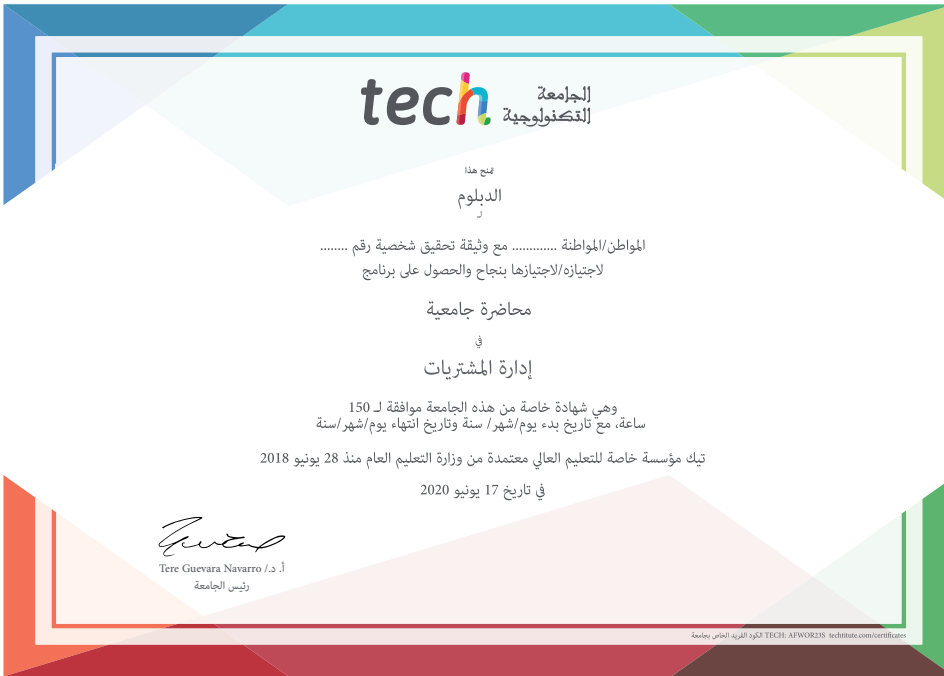 tech الجامعة
التكنولوجية
تمنح هذا
الدبلوم
لـ
المواطن/المواطنة ............. مع وثيقة تحقيق شخصية رقم ........
لاجتيازه/لاجتيازها بنجاح والحصول على برنامج
محاضرة جامعية
في
إدارة المشتريات
وهي شهادة خاصة من هذه الجامعة موافقة لـ 150
ساعة، مع تاريخ بدء يوم/شهر/ سنة وتاريخ انتهاء يوم/شهر/سنة
تيك مؤسسة خاصة للتعليم العالي معتمدة من وزارة التعليم العام منذ 28 يونيو 2018
في تاريخ 17 يونيو 2020
أ. د./ Tere Guevara Navarro
رئيس الجامعة
الكود الفريد الخاص بجامعة TECH: AFWOR23S techtitute.com/certificates